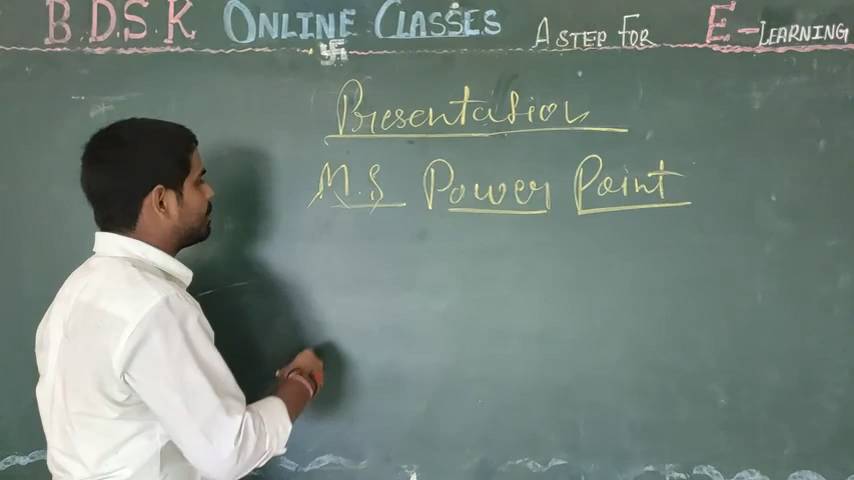 B.D.S.K ONLINE CLASSES A STEP FOR E-LEARNING
Presentation
M.S Power Point